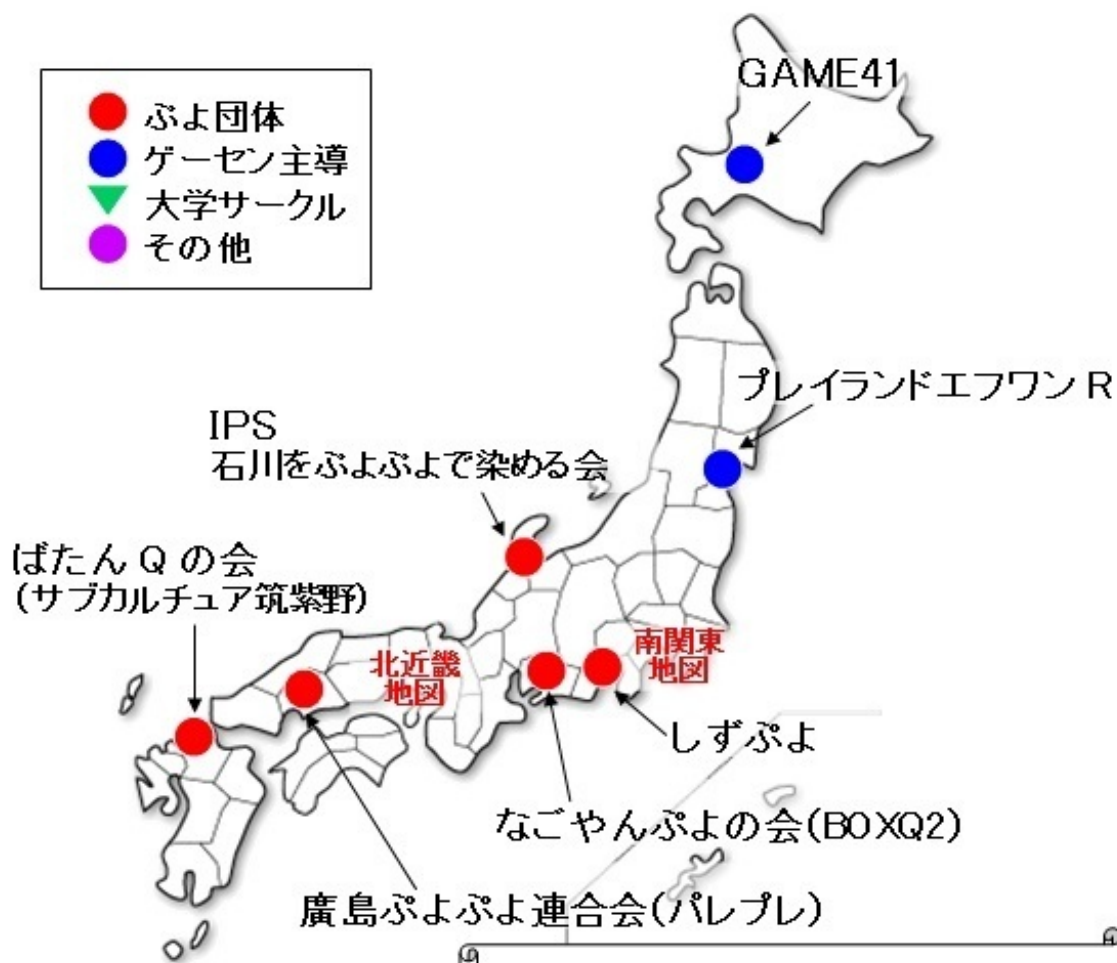 GAME41
ぷよ団体
ゲーセン主導
大学サークル
その他
プレイランドエフワンR
IPS
石川をぷよぷよで染める会
ばたんQの会
(サブカルチュア筑紫野)
北近畿
地図
南関東
地図
しずぷよ
なごやんぷよの会(BOXQ2)
廣島ぷよぷよ連合会(パレプレ)